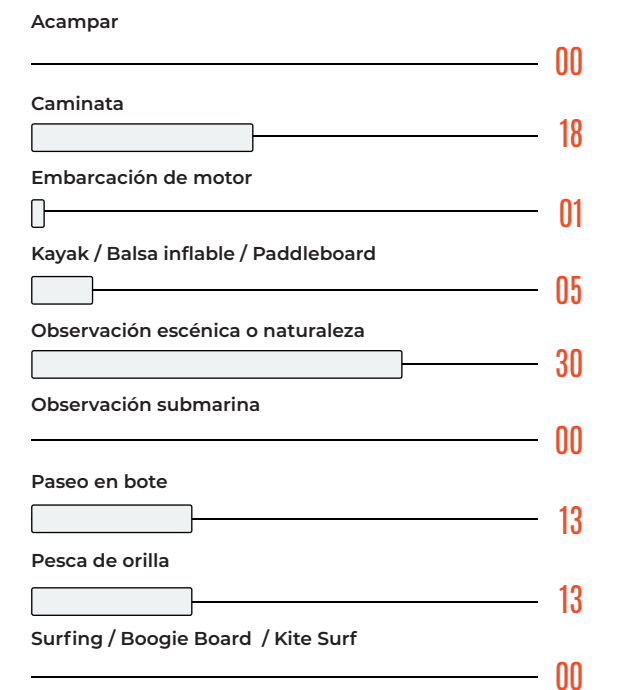 Acampar
00
Caminata
18
Embarcación de motor
01
Kayak / Balsa inflable / Paddleboard
05
Observación escénica o naturaleza
30
Observación submarina
00
Paseo en bote
13
Pesca de orilla
13
Surfing / Boogie Board / Kite Surf
00